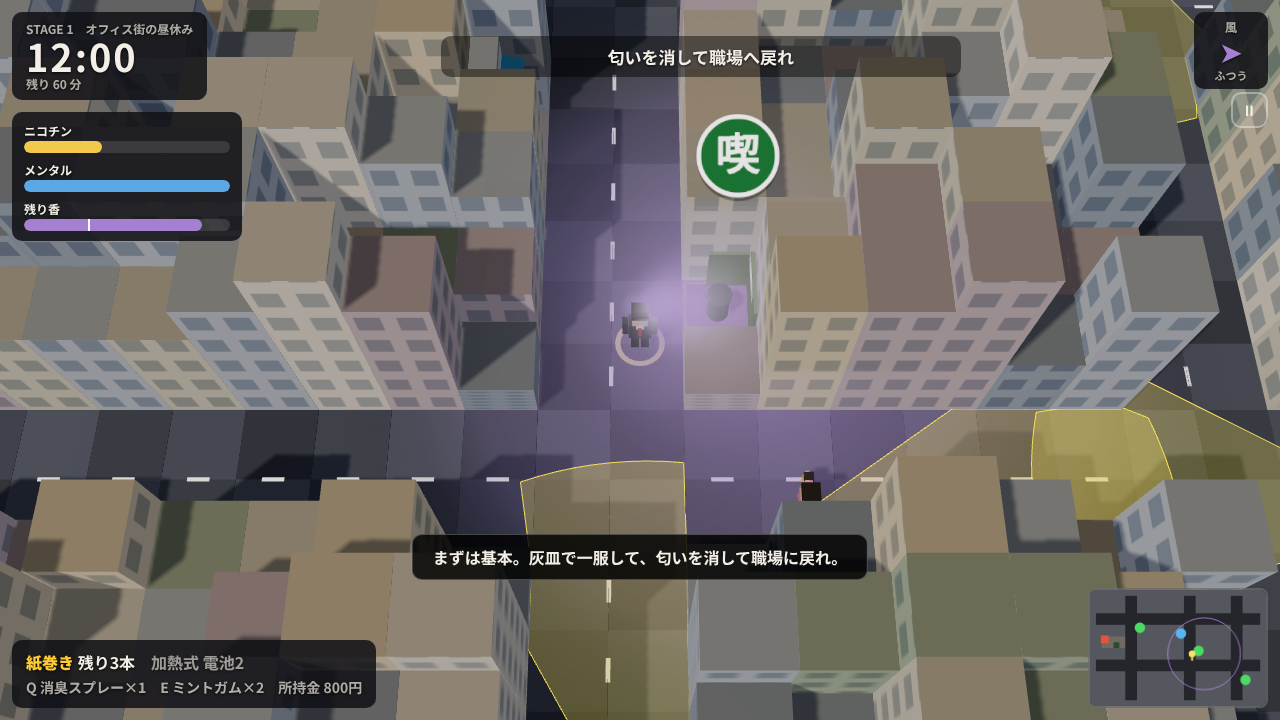 STAGE 1 オフィス街の昼休み
12:00
残り 60 分
匂いを消して職場へ戻れ
風
ふつう
ニコチン
メンタル
残り香
喫
まずは基本。灰皿で一服して、匂いを消して職場に戻れ。
紙巻き 残り3本 加熱式 電池2
Q 消臭スプレー×1 E ミントガム×2 所持金 800円